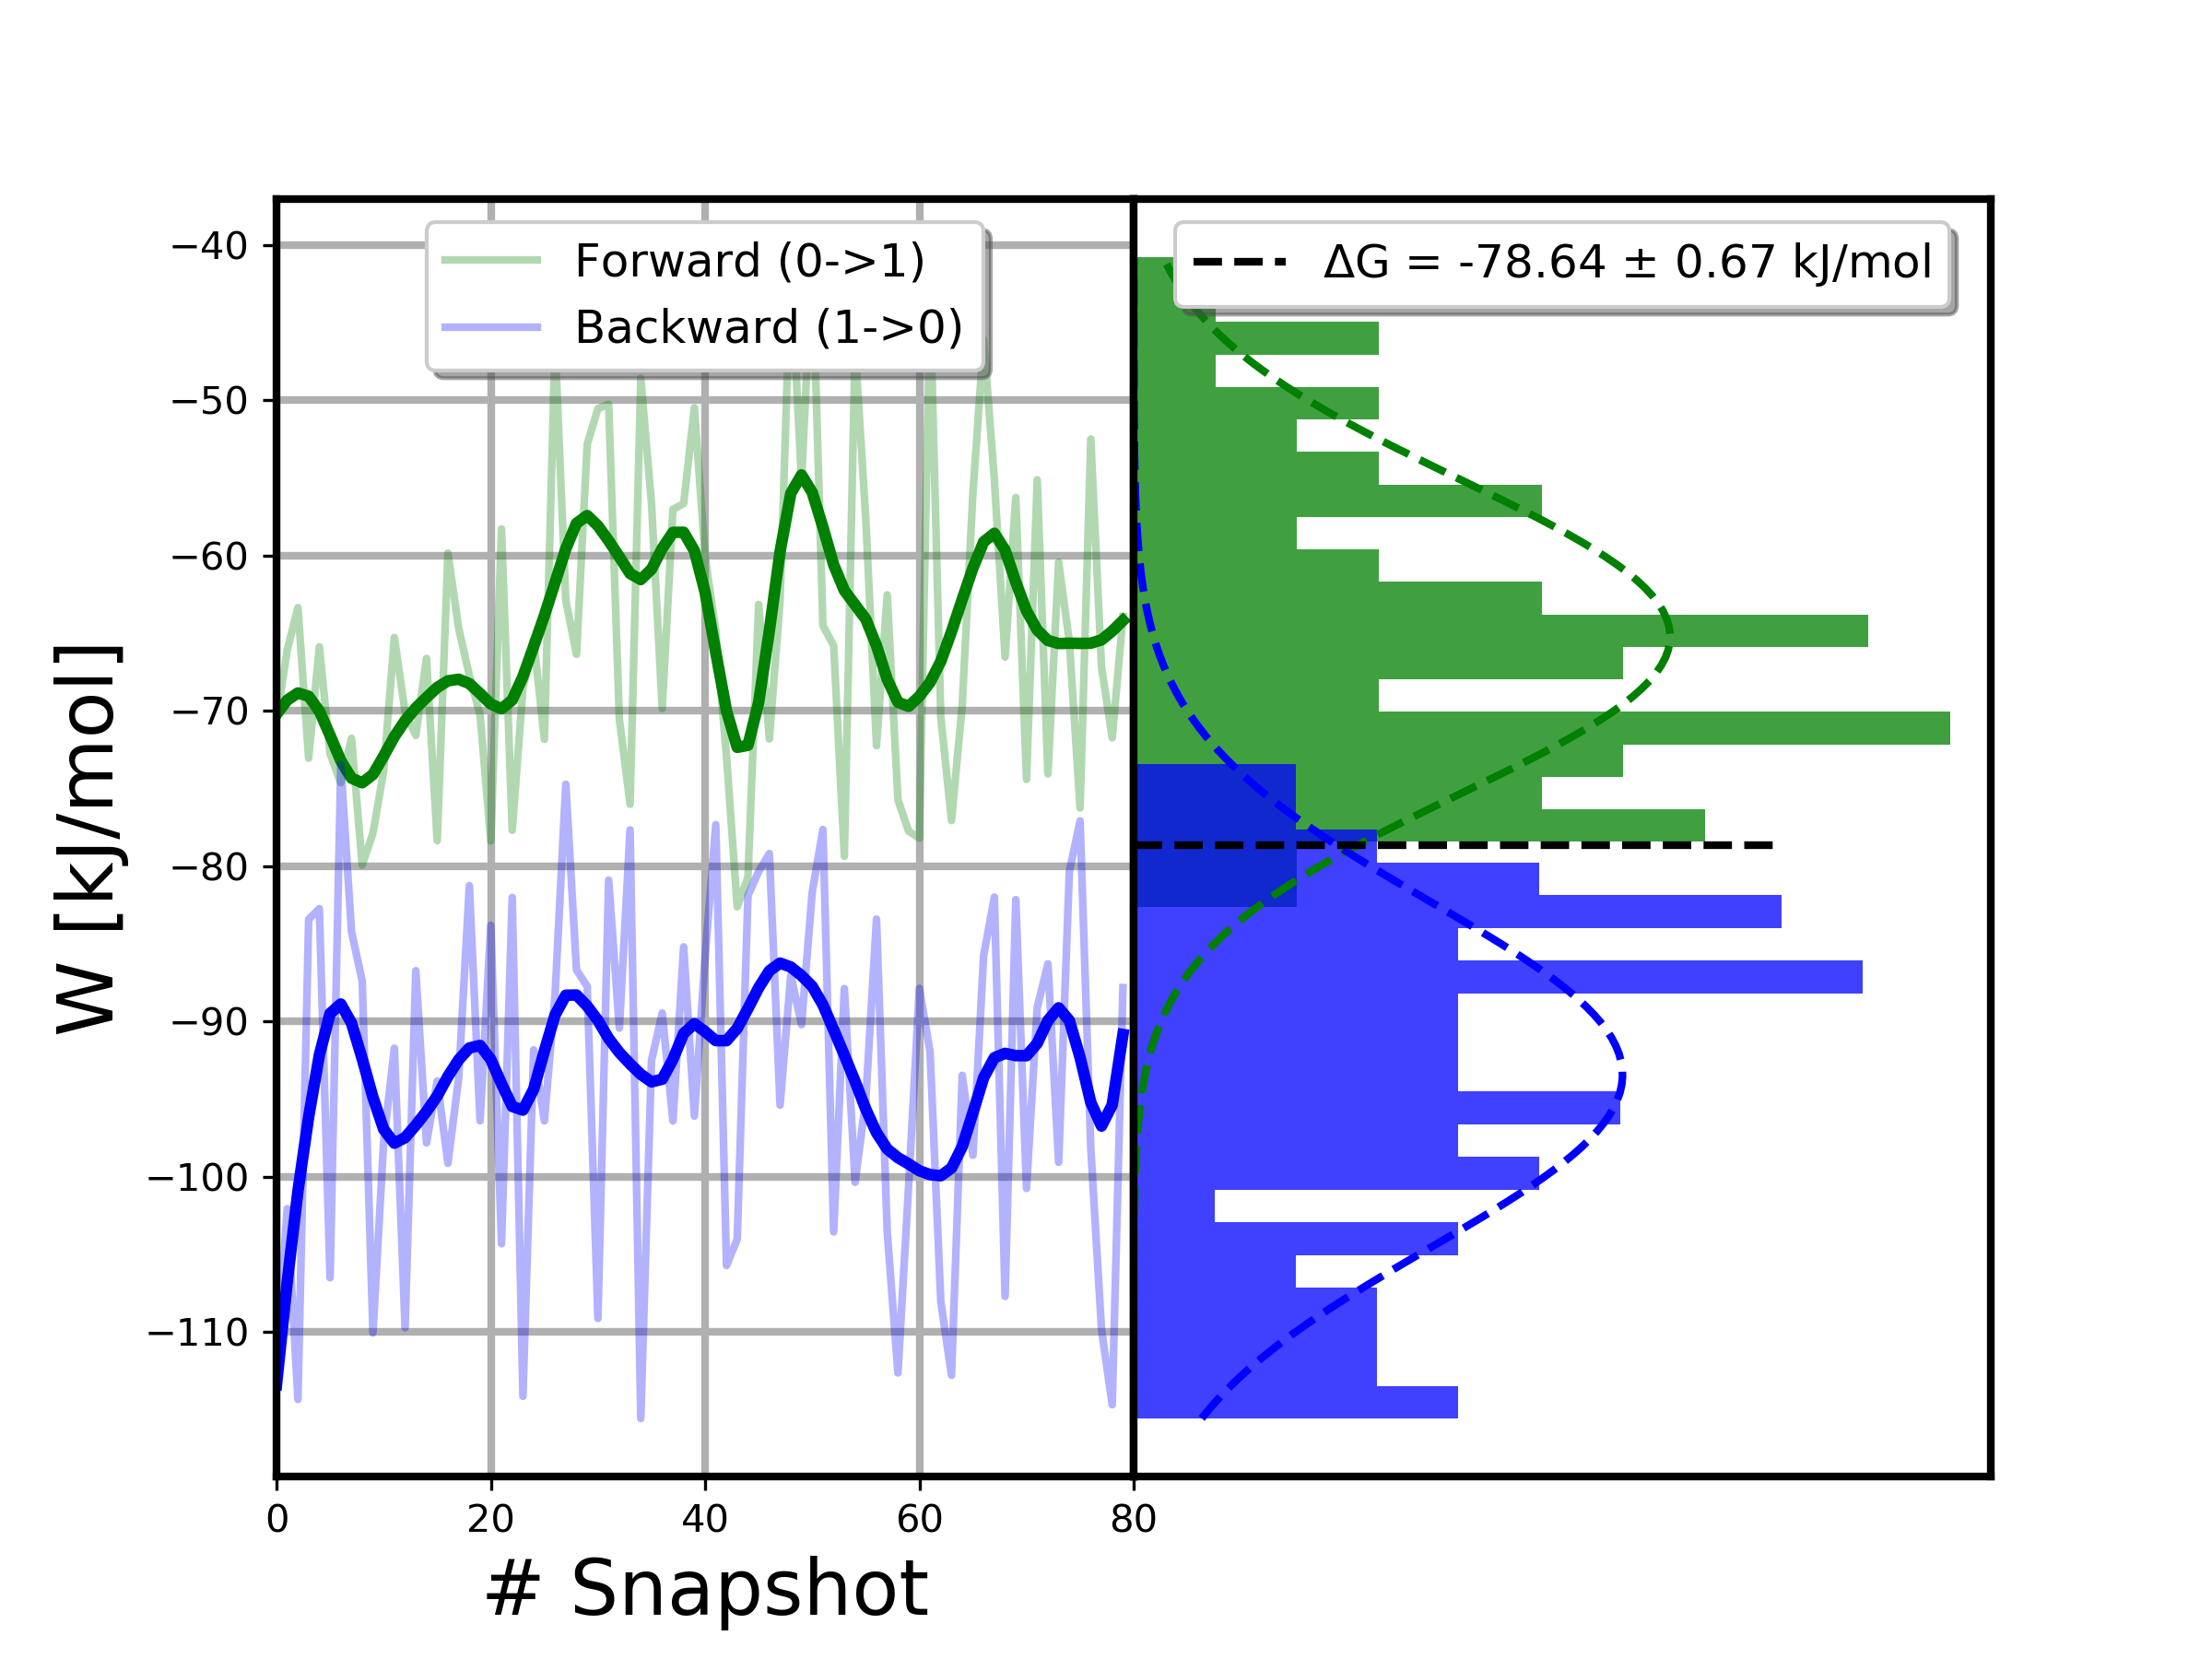 Forward (0->1)
Backward (1->0)
ΔG = -78.64 ± 0.67 kJ/mol
−40
−50
−60
−70
−80
−90
−100
−110
W [kJ/mol]
0 20 40 60 80
# Snapshot